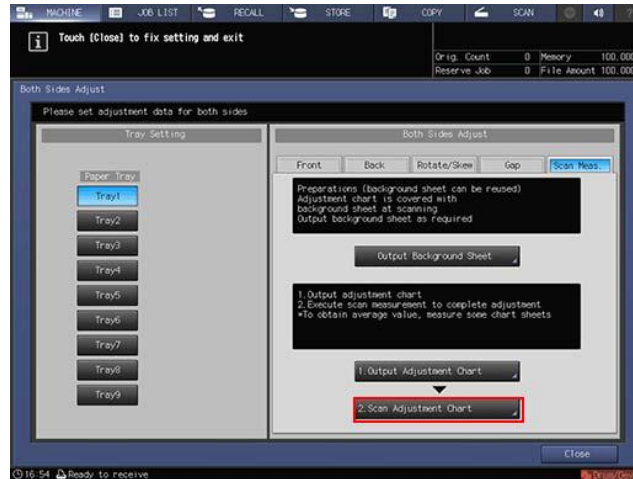 MACHINE JOB LIST RECALL STORE COPY SCAN
Touch [Close] to fix setting and exit
Orig. Count 0 Memory 100.000
Reserve Job 0 File Amount 100.000
Both Sides Adjust
Please set adjustment data for both sides
Tray Setting
Both Sides Adjust
Front Back Rotate/Skew Gap Scan Meas.
Paper Tray
Tray1
Tray2
Tray3
Tray4
Tray5
Tray6
Tray7
Tray8
Tray9
Preparations (background sheet can be reused)
Adjustment chart is covered with
background sheet at scanning
Output background sheet as required
Output Background Sheet
1.Output adjustment chart
2.Execute scan measurement to complete adjustment
*To obtain average value, measure some chart sheets
1.Output Adjustment Chart
2.Scan Adjustment Chart
Close
16:54 Ready to receive